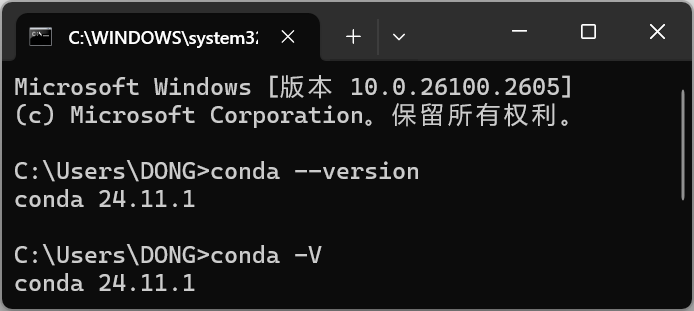 C:\WINDOWS\system32
Microsoft Windows [版本 10.0.26100.2605]
(c) Microsoft Corporation。保留所有权利。
C:\Users\DONG>conda --version
conda 24.11.1
C:\Users\DONG>conda -V
conda 24.11.1